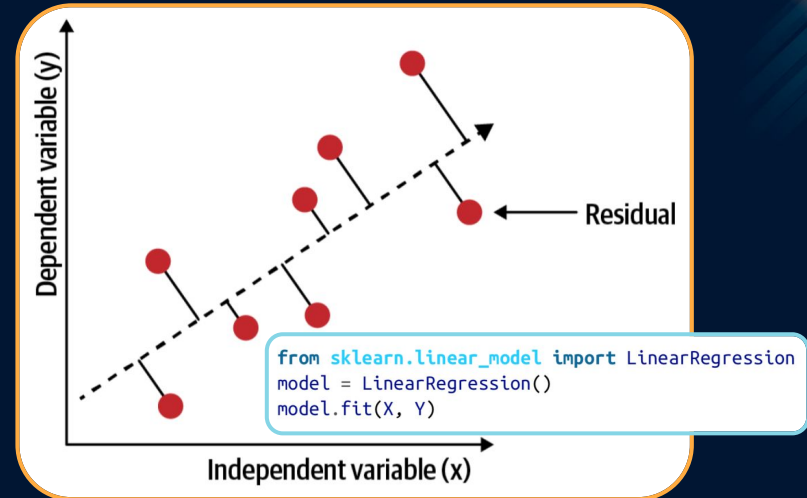 Dependent variable (y)
Residual
from sklearn.linear_model import LinearRegression
model = LinearRegression()
model.fit(X, Y)
Independent variable (x)